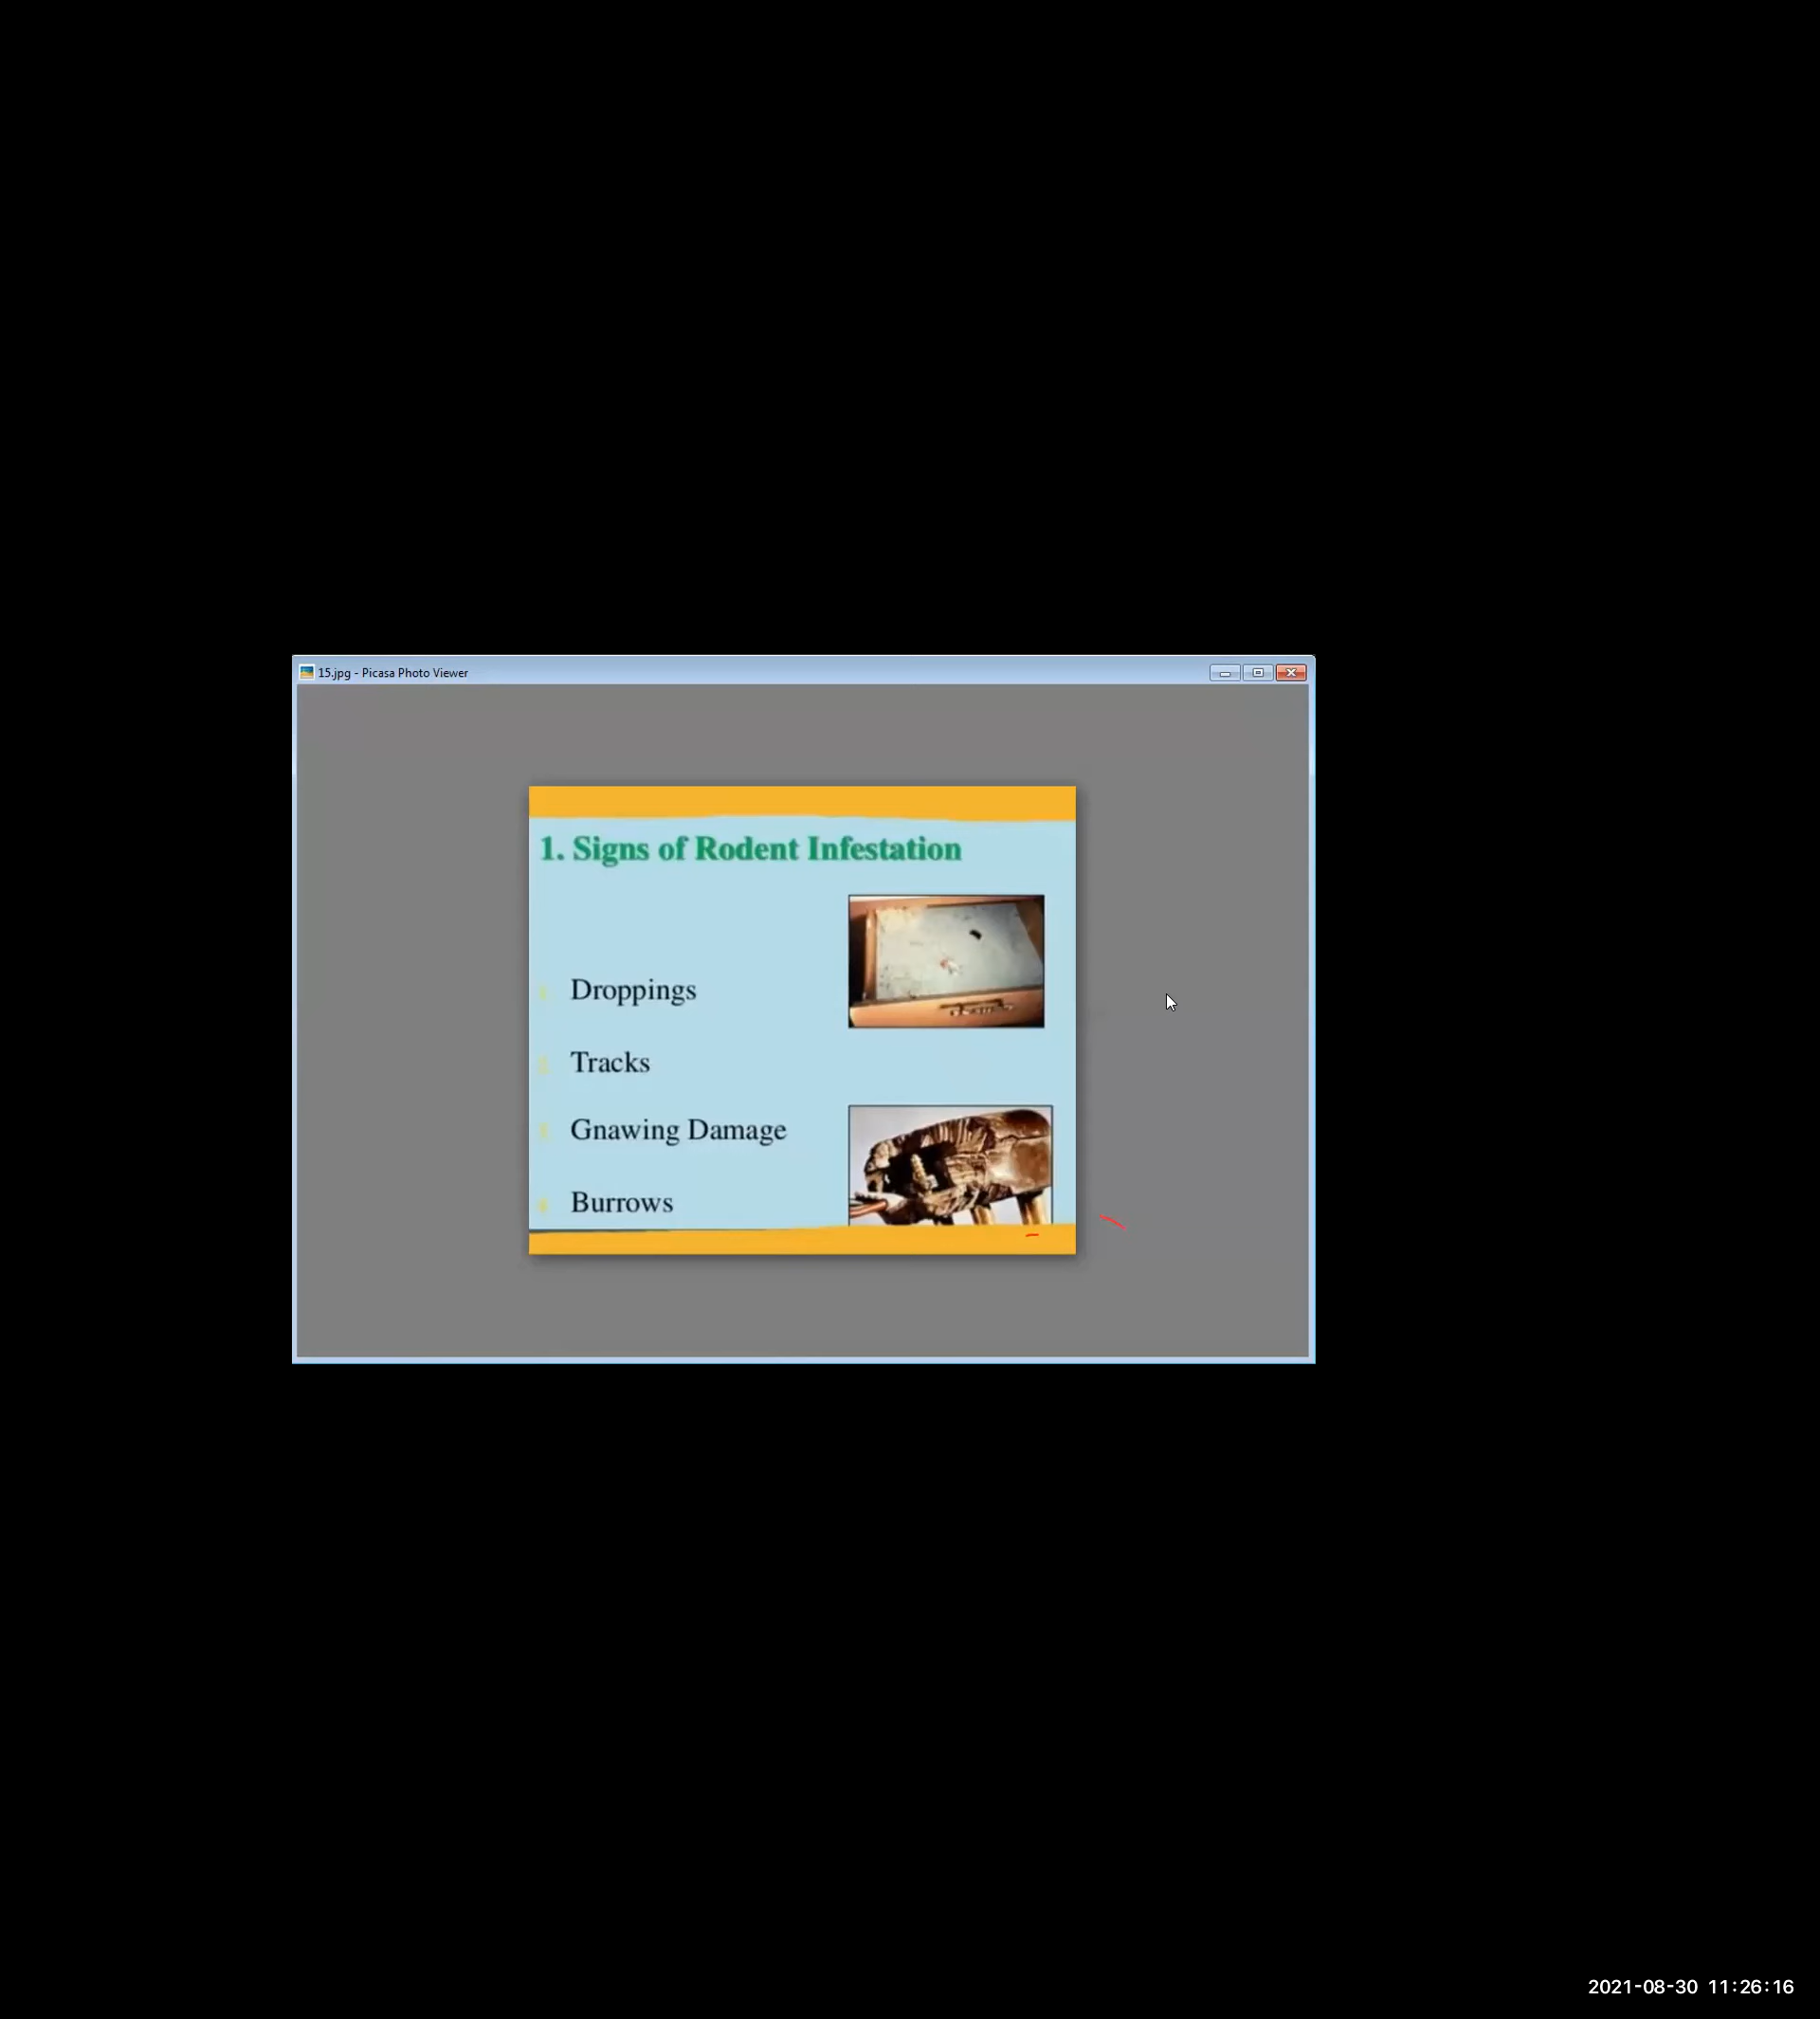 15.jpg - Picasa Photo Viewer
1. Signs of Rodent Infestation
Droppings
Tracks
Gnawing Damage
Burrows
2021-08-30 11:26:16